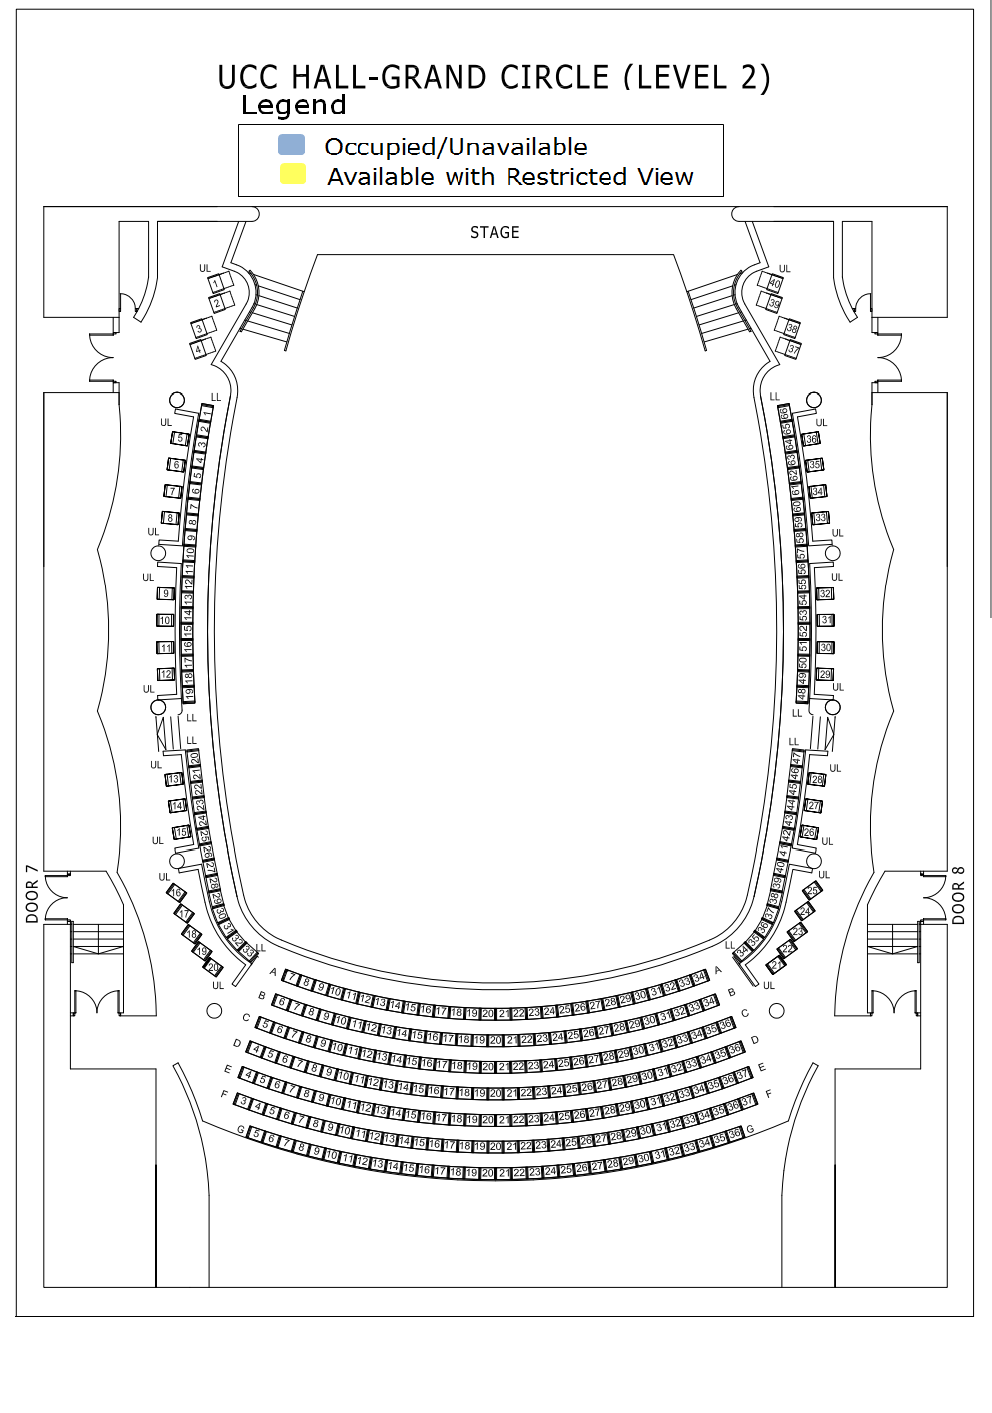 UCC HALL-GRAND CIRCLE (LEVEL 2)
Legend
Occupied/Unavailable
Available with Restricted View
STAGE
UL UL
1 40
2 39
3 38
4 37
LL LL
UL UL
5 6 7 8
UL
UL
9 10 11 12
UL
1 2 3 4 5 6 7 8 9 10 11 12 13 14 15 16 17 18 19
LL
66 65 64 63 62 61 60 59 58 57 56 55 54 53 52 51 50 49 48
LL
36 35 34 33
UL
UL
32 31 30 29
UL
LL LL
UL UL
13 14 15
UL
20 21 22 23 24 25 26 27 28 29 30 31 32 33
LL
47 46 45 44 43 42 41 40 39 38 37 36 35 34
LL
28 27 26
UL
UL UL
16 17 18 19 20
UL
25 24 23 22 21
UL
DOOR 7
DOOR 8
A 7 8 9 10 11 12 13 14 15 16 17 18 19 20 21 22 23 24 25 26 27 28 29 30 31 32 33 34 A
B 6 7 8 9 10 11 12 13 14 15 16 17 18 19 20 21 22 23 24 25 26 27 28 29 30 31 32 33 34 B
C 5 6 7 8 9 10 11 12 13 14 15 16 17 18 19 20 21 22 23 24 25 26 27 28 29 30 31 32 33 34 35 36 C
D 4 5 6 7 8 9 10 11 12 13 14 15 16 17 18 19 20 21 22 23 24 25 26 27 28 29 30 31 32 33 34 35 36 D
E 4 5 6 7 8 9 10 11 12 13 14 15 16 17 18 19 20 21 22 23 24 25 26 27 28 29 30 31 32 33 34 35 36 37 E
F 3 4 5 6 7 8 9 10 11 12 13 14 15 16 17 18 19 20 21 22 23 24 25 26 27 28 29 30 31 32 33 34 35 36 37 F
G 5 6 7 8 9 10 11 12 13 14 15 16 17 18 19 20 21 22 23 24 25 26 27 28 29 30 31 32 33 34 35 36 G